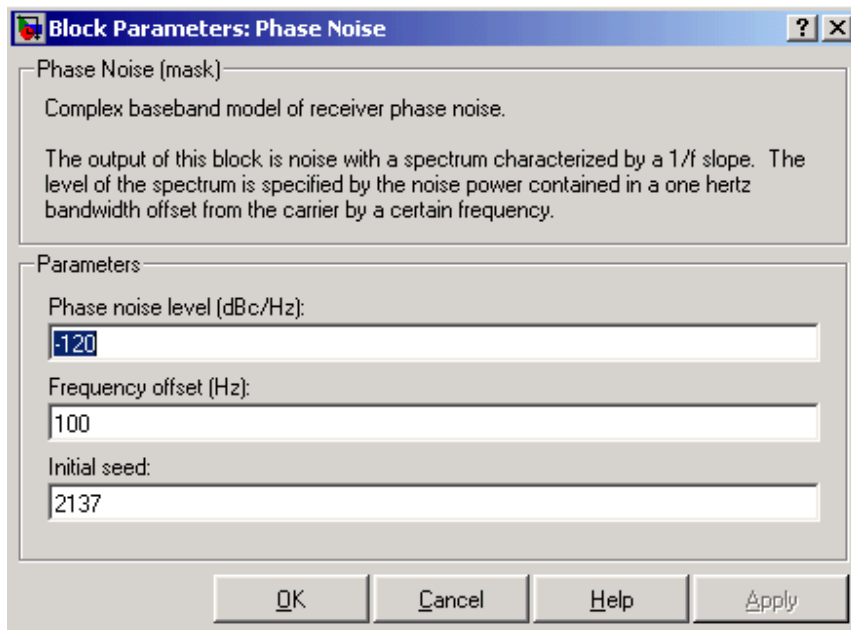 Block Parameters: Phase Noise
Phase Noise (mask)
Complex baseband model of receiver phase noise.
The output of this block is noise with a spectrum characterized by a 1/f slope. The
level of the spectrum is specified by the noise power contained in a one hertz
bandwidth offset from the carrier by a certain frequency.
Parameters
Phase noise level (dBc/Hz):
-120
Frequency offset (Hz):
100
Initial seed:
2137
OK Cancel Help Apply